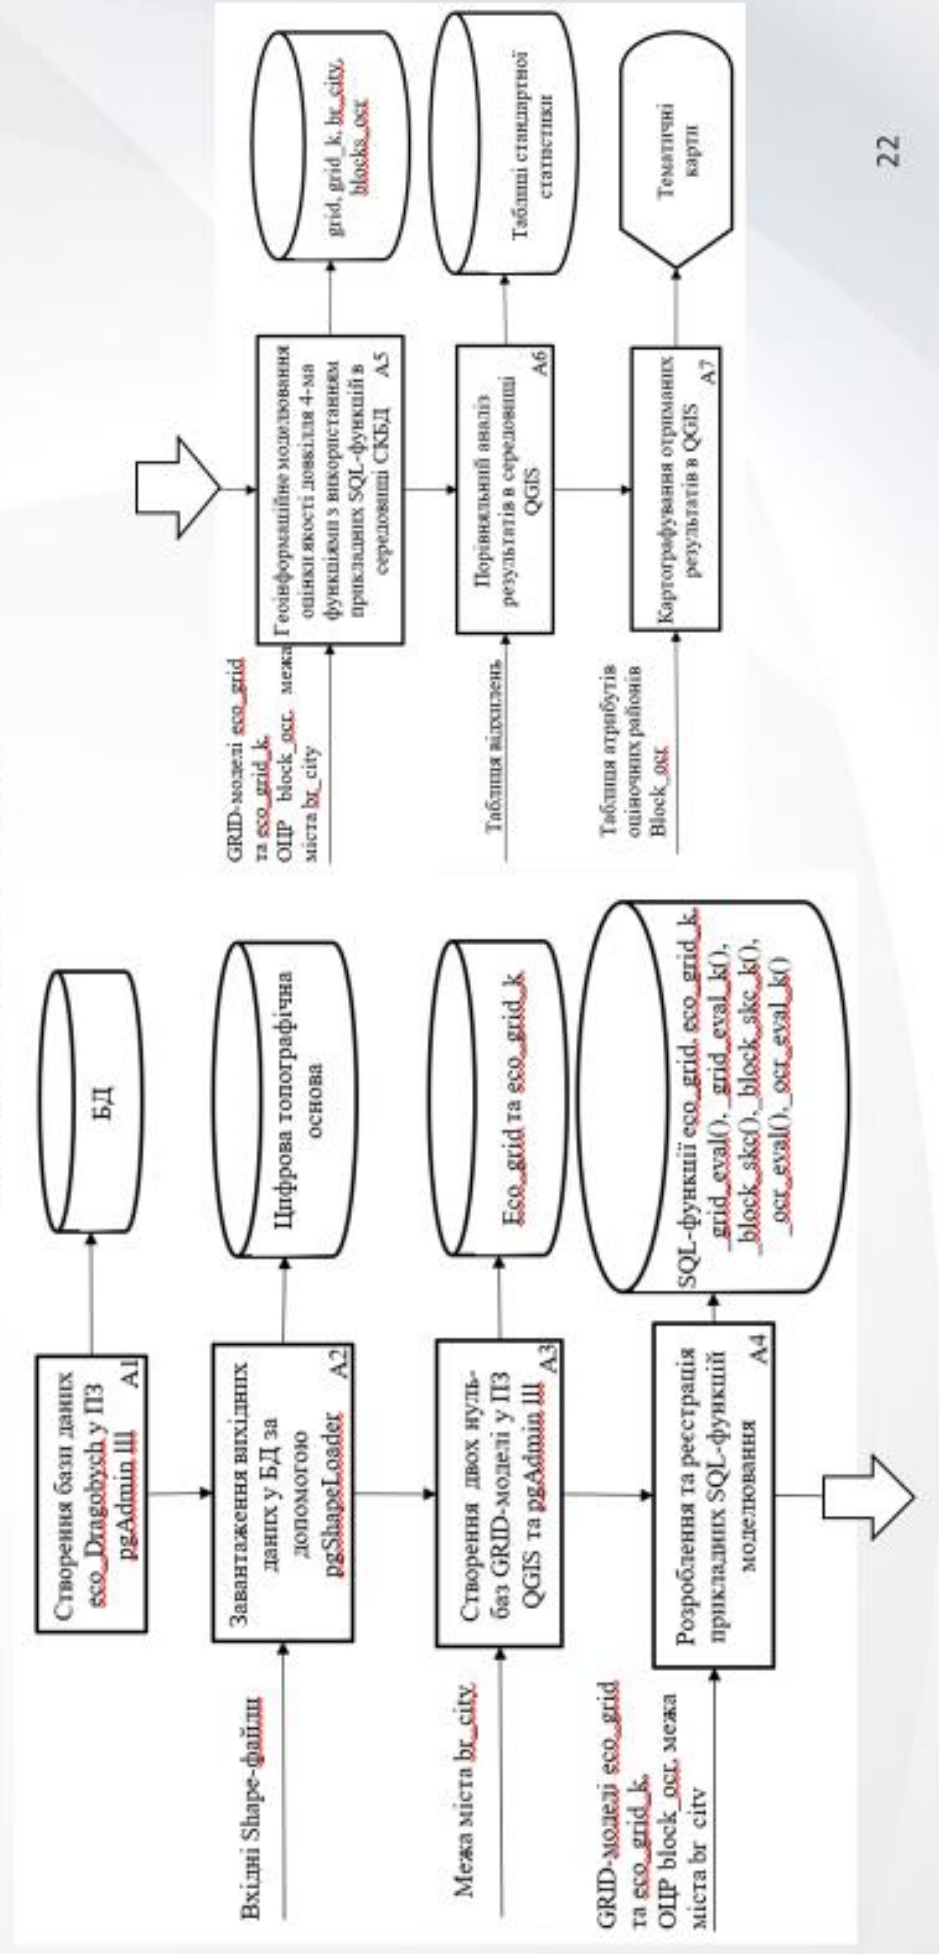 Створення бази даних
eco_Dragobych у ПЗ
pgAdmin III
A1
БД
Вхідні Shape-файли
Завантаження вихідних
даних у БД за
допомогою
pgShapeLoader
A2
Цифрова топографічна
основа
Межа міста br_city
Створення двох нуль-
баз GRID-моделі у ПЗ
QGIS та pgAdmin III
A3
Eco_grid та eco_grid_k
GRID-моделі eco_grid
та eco_grid_k,
ОЦР block_ocr, межа
міста br_city
Розроблення та реєстрація
прикладних SQL-функцій
моделювання
A4
SQL-функції eco_grid, eco_grid_k,
_grid_eval(), _grid_eval_k(),
_block_skc(), _block_skc_k(),
_ocr_eval(), _ocr_eval_k()
GRID-моделі eco_grid
та eco_grid_k,
ОЦР block_ocr, межа
міста br_city
Геоінформаційне моделювання
оцінки якості довкілля 4-ма
функціями з використанням
прикладних SQL-функцій в
середовищі СКБД
A5
grid, grid_k, br_city,
blocks_ocr
Таблиця відхилень
Порівняльний аналіз
результатів в середовищі
QGIS
A6
Таблиці стандартної
статистики
Таблиця атрибутів
оціночних районів
Block_ocr
Картографування отриманих
результатів в QGIS
A7
Тематичні
карти
22